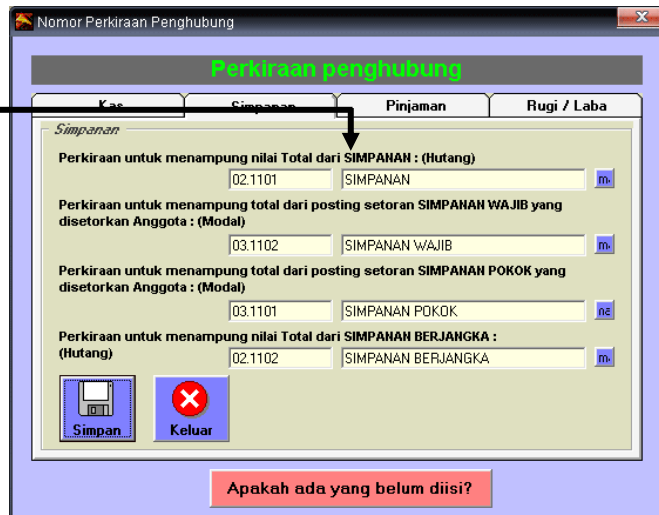 Nomor Perkiraan Penghubung
Perkiraan penghubung
Kas Simpanan Pinjaman Rugi / Laba
Simpanan
Perkiraan untuk menampung nilai Total dari SIMPANAN : (Hutang)
02.1101 SIMPANAN
Perkiraan untuk menampung total dari posting setoran SIMPANAN WAJIB yang
disetorkan Anggota : (Modal)
03.1102 SIMPANAN WAJIB
Perkiraan untuk menampung total dari posting setoran SIMPANAN POKOK yang
disetorkan Anggota : (Modal)
03.1101 SIMPANAN POKOK
Perkiraan untuk menampung nilai Total dari SIMPANAN BERJANGKA :
(Hutang)
02.1102 SIMPANAN BERJANGKA
Simpan Keluar
Apakah ada yang belum diisi?